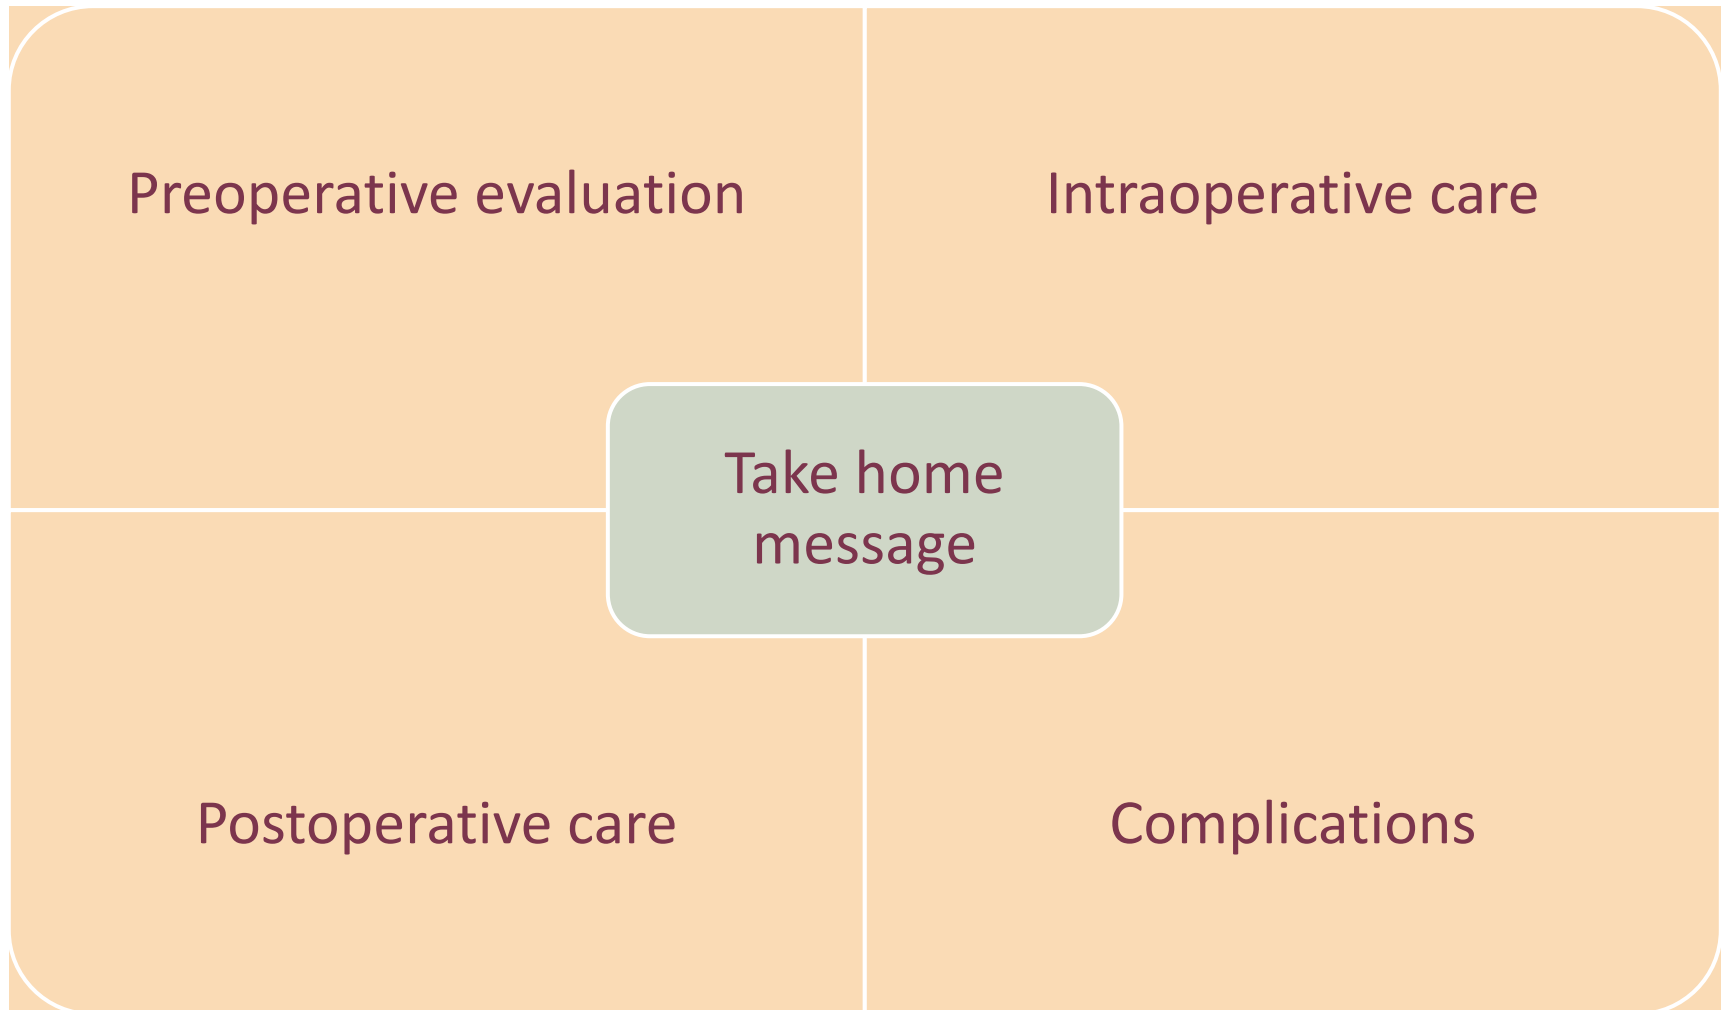 Preoperative evaluation
Intraoperative care
Take home
message
Postoperative care
Complications